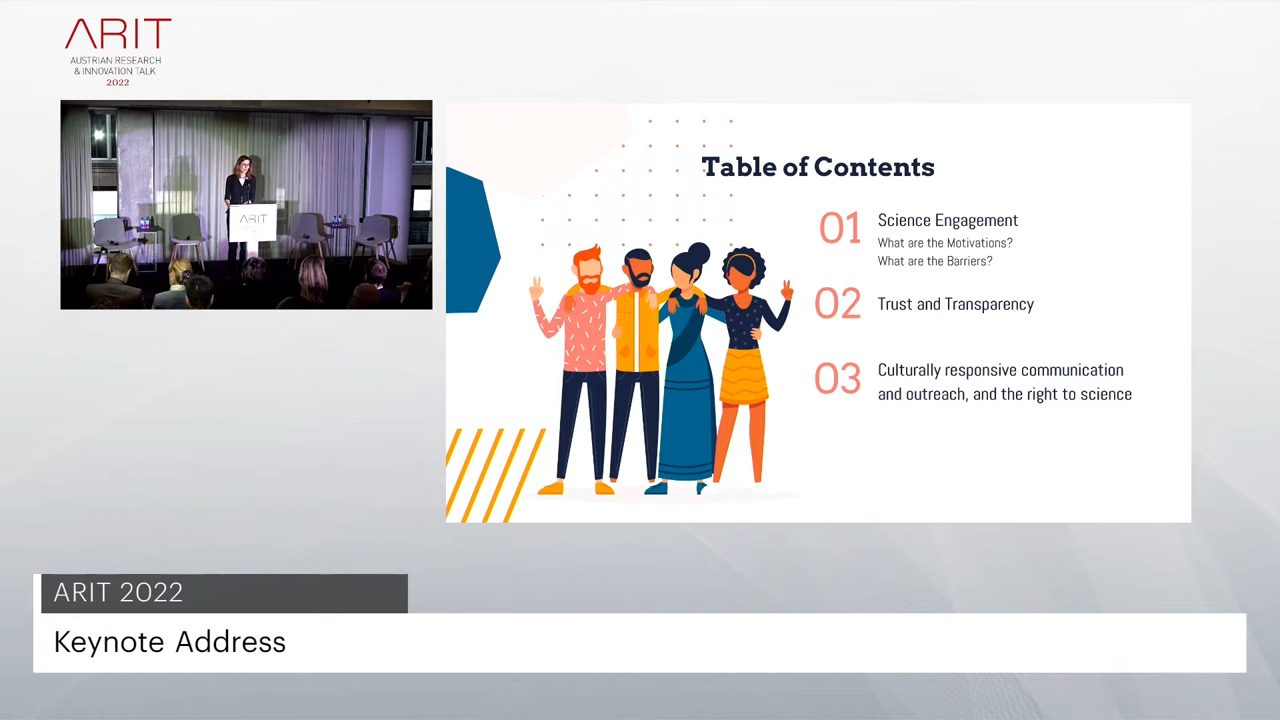 ARIT
AUSTRIAN RESEARCH
& INNOVATION TALK
2022
ARIT
Table of Contents
01
Science Engagement
What are the Motivations?
What are the Barriers?
02
Trust and Transparency
03
Culturally responsive communication
and outreach, and the right to science
ARIT 2022
Keynote Address